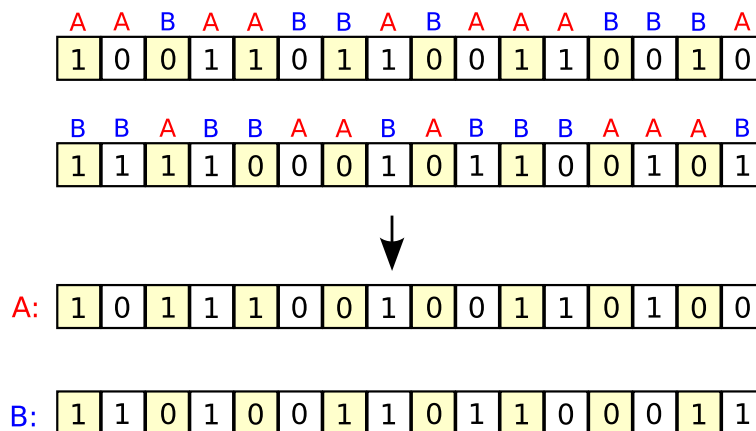 A A B A A B B A B A A A B B B A
1 0 0 1 1 0 1 1 0 0 1 1 0 0 1 0
B B A B B A A B A B B B A A A B
1 1 1 1 0 0 0 1 0 1 1 0 0 1 0 1
A: 1 0 1 1 1 0 0 1 0 0 1 1 0 1 0 0
B: 1 1 0 1 0 0 1 1 0 1 1 0 0 0 1 1